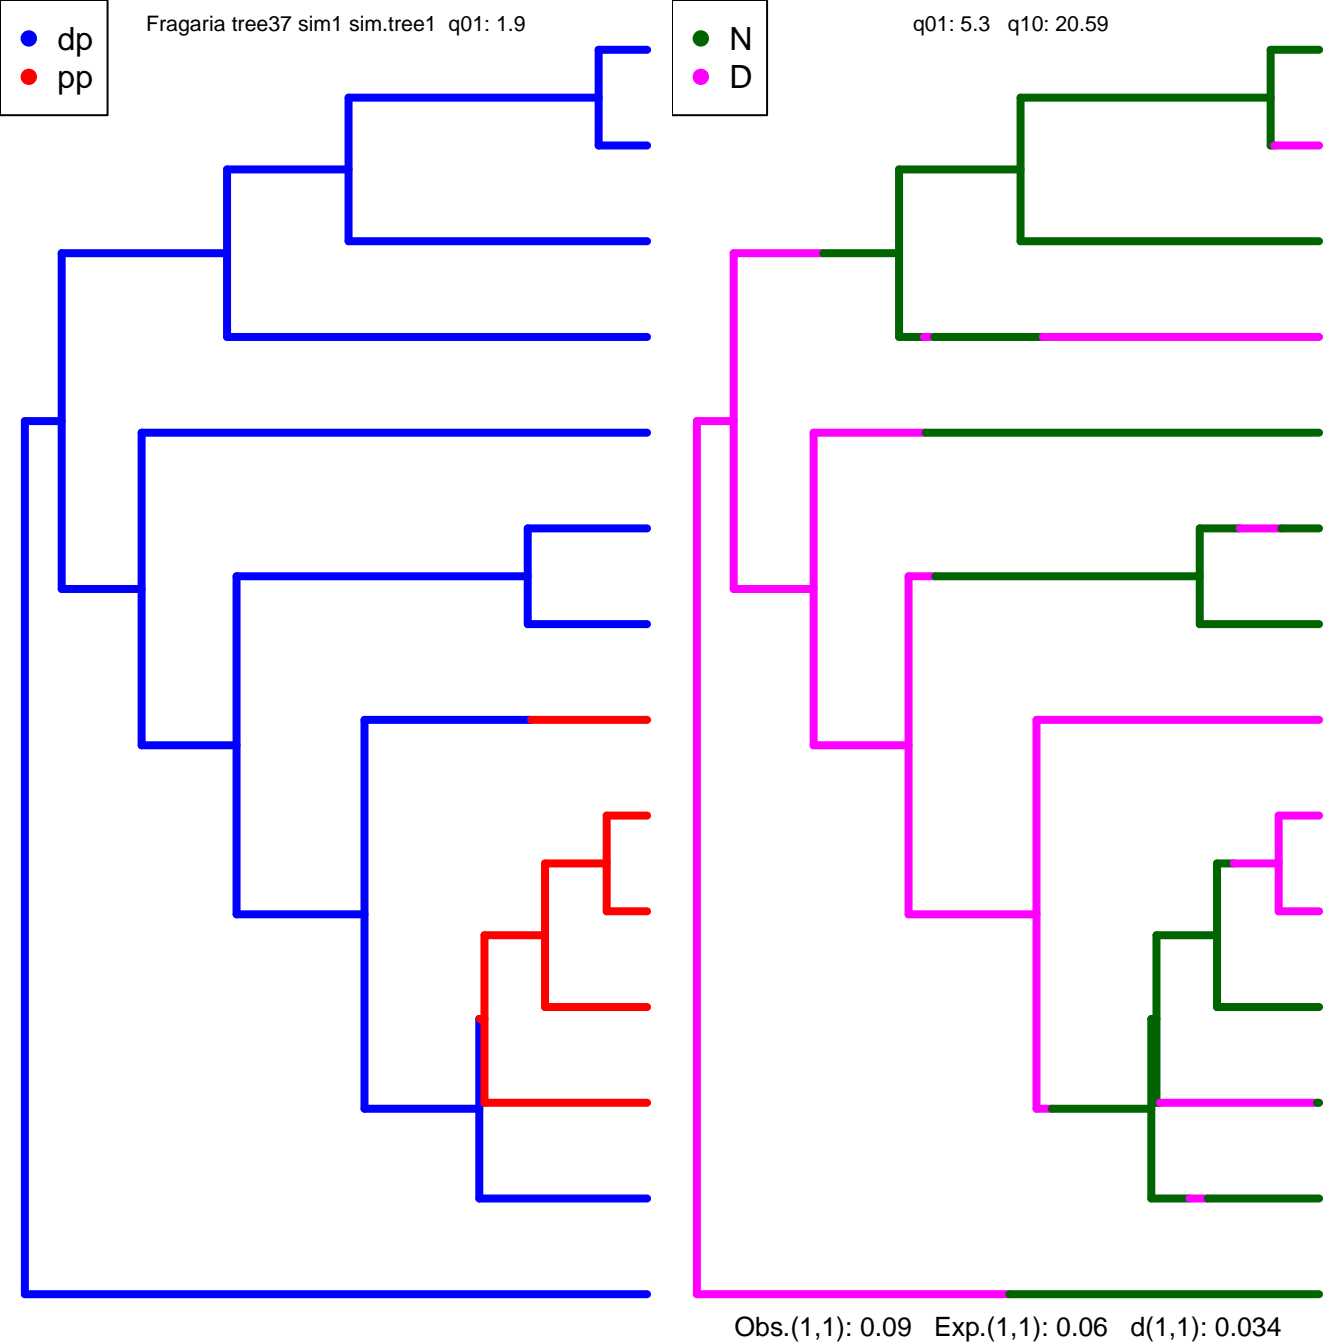 Fragaria tree37 sim1 sim.tree1  q01: 1.9
dp
pp
q01: 5.3   q10: 20.59
N
D
Obs.(1,1): 0.09   Exp.(1,1): 0.06   d(1,1): 0.034